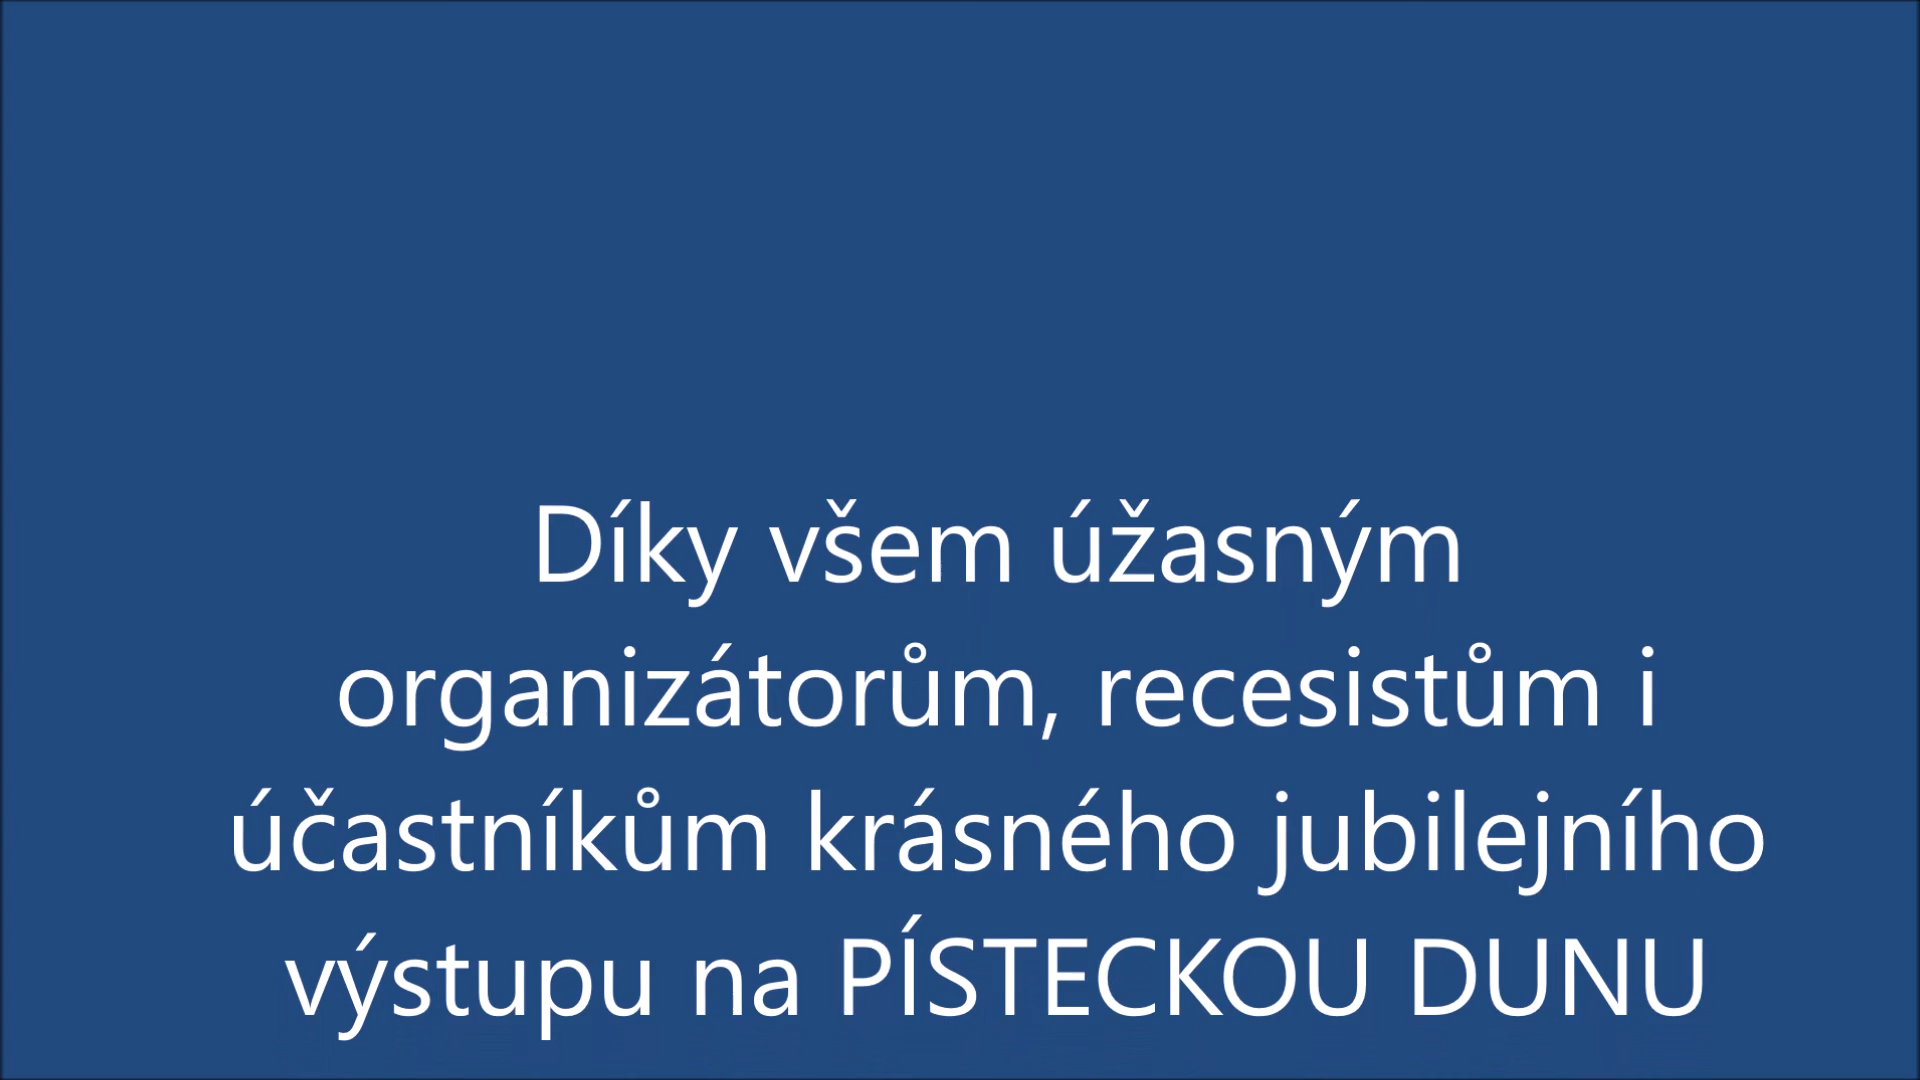 Díky všem úžasným
organizátorům, recesistům i
účastníkům krásného jubilejního
výstupu na PÍSTECKOU DUNU